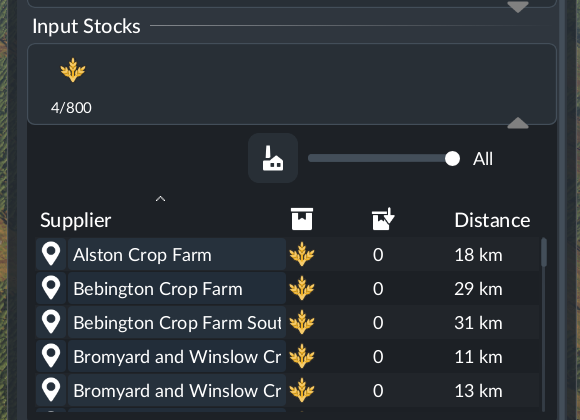 Input Stocks
4/800
All
Supplier Distance
Alston Crop Farm 0 18 km
Bebington Crop Farm 0 29 km
Bebington Crop Farm Sout 0 31 km
Bromyard and Winslow Cr 0 11 km
Bromyard and Winslow Cr 0 13 km